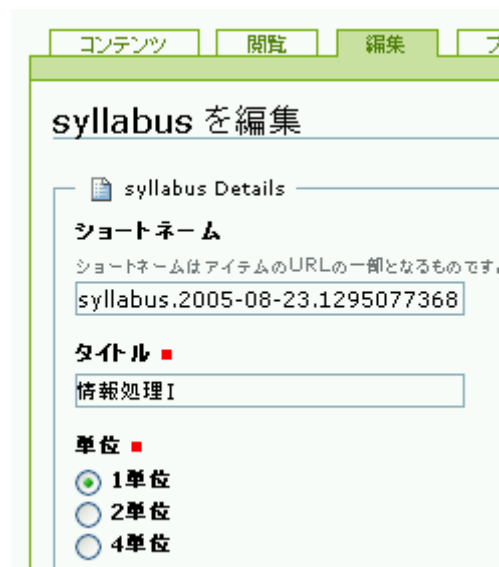 コンテンツ 閲覧 編集
syllabus を編集
syllabus Details
ショートネーム
ショートネームはアイテムのURLの一部となるものです。
syllabus.2005-08-23.1295077368
タイトル
情報処理I
単位
1単位
2単位
4単位